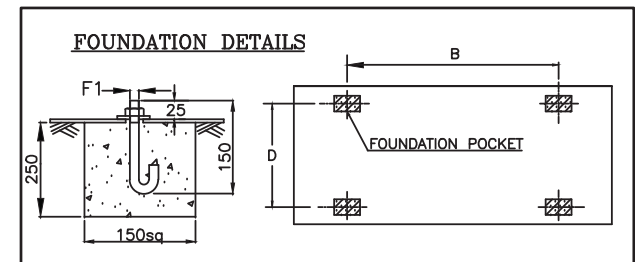 FOUNDATION DETAILS
F1
25
150
250
150sq
B
D
FOUNDATION POCKET